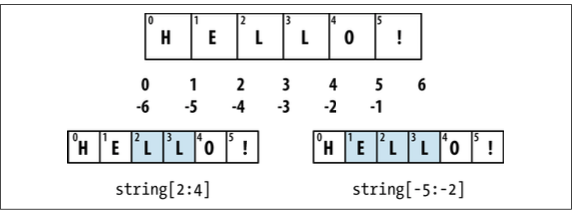 0 1 2 3 4 5
H E L L O !
0 1 2 3 4 5 6
-6 -5 -4 -3 -2 -1
0 1 2 3 4 5 0 1 2 3 4 5
H E L L O ! H E L L O !
string[2:4] string[-5:-2]